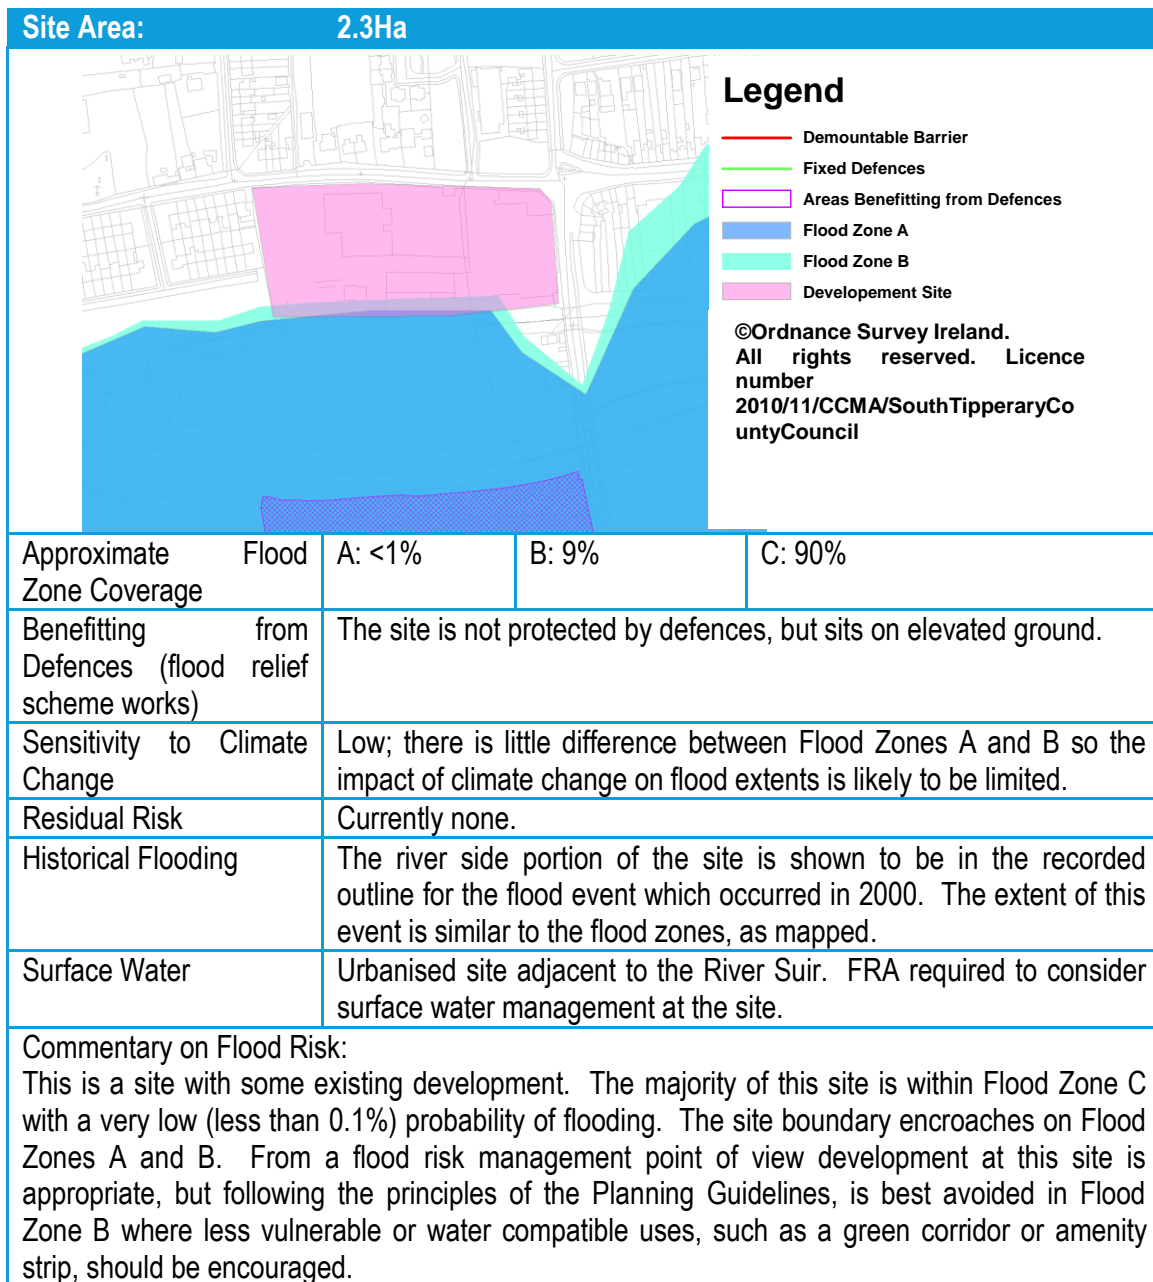 Site Area: 2.3Ha
Legend
Demountable Barrier
Fixed Defences
Areas Benefitting from Defences
Flood Zone A
Flood Zone B
Developement Site
©Ordnance Survey Ireland.
All rights reserved. Licence
number
2010/11/CCMA/SouthTipperaryCo
untyCouncil
Approximate Flood
Zone Coverage
A: <1%
B: 9%
C: 90%
Benefitting from
Defences (flood relief
scheme works)
The site is not protected by defences, but sits on elevated ground.
Sensitivity to Climate
Change
Low; there is little difference between Flood Zones A and B so the
impact of climate change on flood extents is likely to be limited.
Residual Risk
Currently none.
Historical Flooding
The river side portion of the site is shown to be in the recorded
outline for the flood event which occurred in 2000. The extent of this
event is similar to the flood zones, as mapped.
Surface Water
Urbanised site adjacent to the River Suir. FRA required to consider
surface water management at the site.
Commentary on Flood Risk:
This is a site with some existing development. The majority of this site is within Flood Zone C
with a very low (less than 0.1%) probability of flooding. The site boundary encroaches on Flood
Zones A and B. From a flood risk management point of view development at this site is
appropriate, but following the principles of the Planning Guidelines, is best avoided in Flood
Zone B where less vulnerable or water compatible uses, such as a green corridor or amenity
strip, should be encouraged.